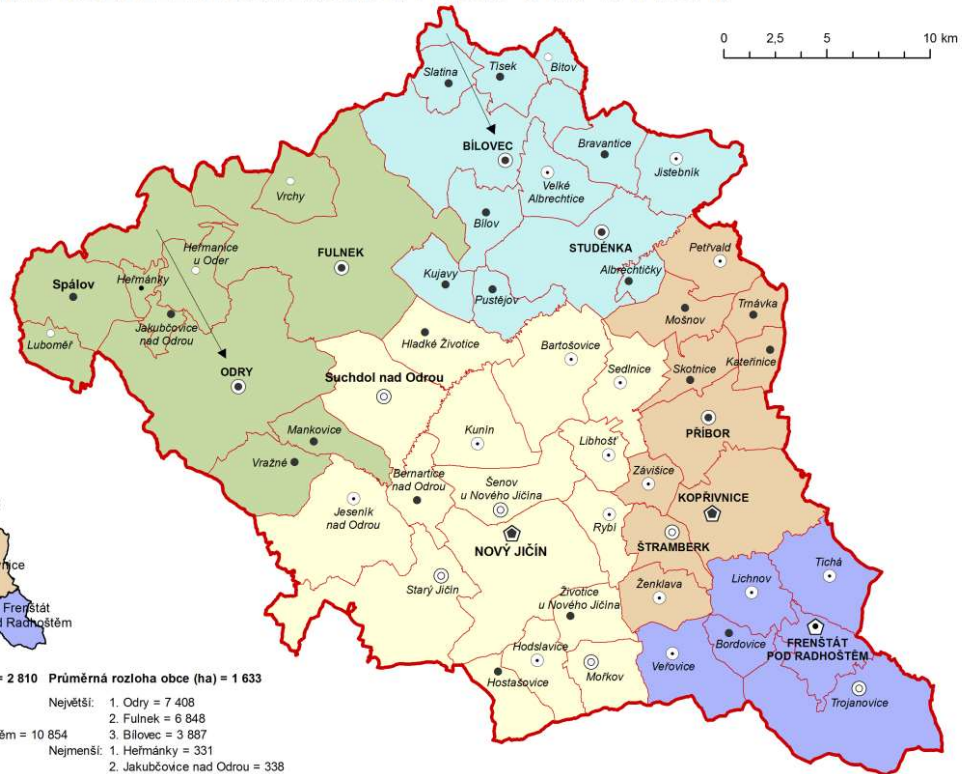 0 2,5 5 10 km
Slatina
Tísek
Bítov
BÍLOVEC
Bravantice
Jistebník
Velké
Albrechtice
Vrchy
Bílov
STUDÉNKA
Heřmanice
u Oder
FULNEK
Petřvald
Spálov
Heřmánky
Kujavy
Albrechtičky
Pustějov
Mošnov
Trnávka
Jakubčovice
nad Odrou
Luboměř
Hladké Životice
Bartošovice
Kateřinice
Skotnice
ODRY
Suchdol nad Odrou
Sedlnice
PŘÍBOR
Mankovice
Kunín
Libhošť
Vražné
Bernartice
nad Odrou
Závišice
Šenov
u Nového Jičína
KOPŘIVNICE
Jeseník
nad Odrou
Rybí
NOVÝ JIČÍN
ŠTRAMBERK
Tichá
Starý Jičín
Ženklava
Lichnov
Životice
u Nového Jičína
Frenštát
Bordovice
FRENŠTÁT
POD RADHOŠTĚM
Hodslavice
Veřovice
Hostašovice
Mořkov
Trojanovice
= 2 810 Průměrná rozloha obce (ha) = 1 633
Největší: 1. Odry = 7 408
2. Fulnek = 6 848
= 10 854 3. Bílovec = 3 887
Nejmenší: 1. Heřmánky = 331
2. Jakubčovice nad Odrou = 338